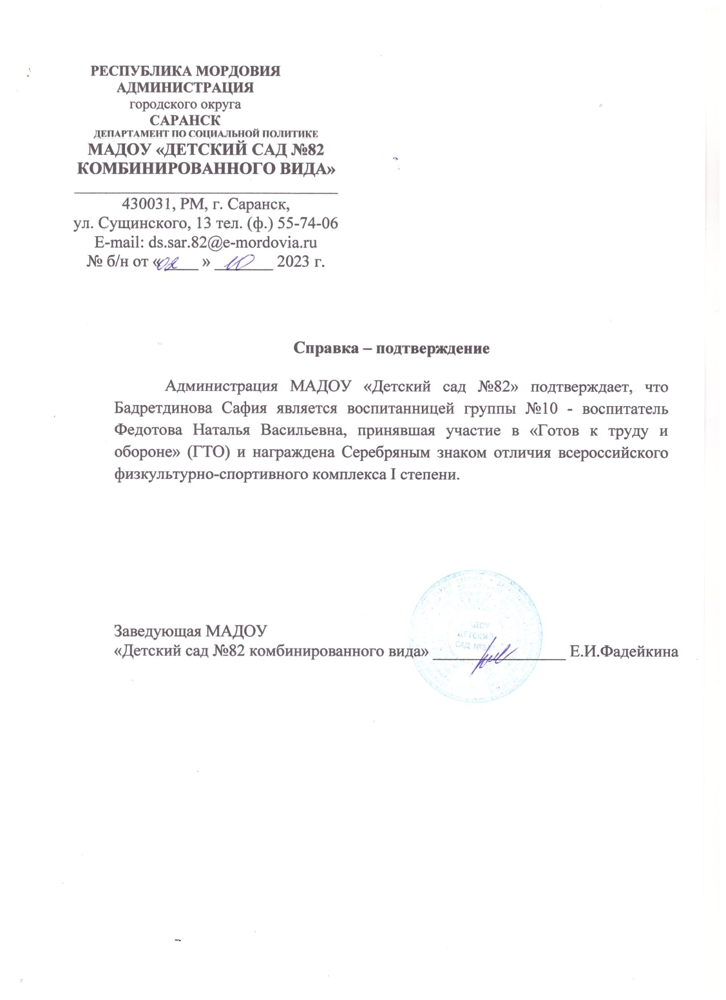 РЕСПУБЛИКА МОРДОВИЯ
АДМИНИСТРАЦИЯ
городского округа
САРАНСК
ДЕПАРТАМЕНТ ПО СОЦИАЛЬНОЙ ПОЛИТИКЕ
МАДОУ «ДЕТСКИЙ САД №82
КОМБИНИРОВАННОГО ВИДА»
430031, РМ, г. Саранск,
ул. Сущинского, 13 тел. (ф.) 55-74-06
E-mail: ds.sar.82@e-mordovia.ru
№ б/н от «02» 10 2023 г.
Справка – подтверждение
Администрация МАДОУ «Детский сад №82» подтверждает, что
Бадретдинова Сафия является воспитанницей группы №10 - воспитатель
Федотова Наталья Васильевна, принявшая участие в «Готов к труду и
обороне» (ГТО) и награждена Серебряным знаком отличия всероссийского
физкультурно-спортивного комплекса I степени.
ДЕТСКИЙ
САД
Заведующая МАДОУ
«Детский сад №82 комбинированного вида» Е.И.Фадейкина